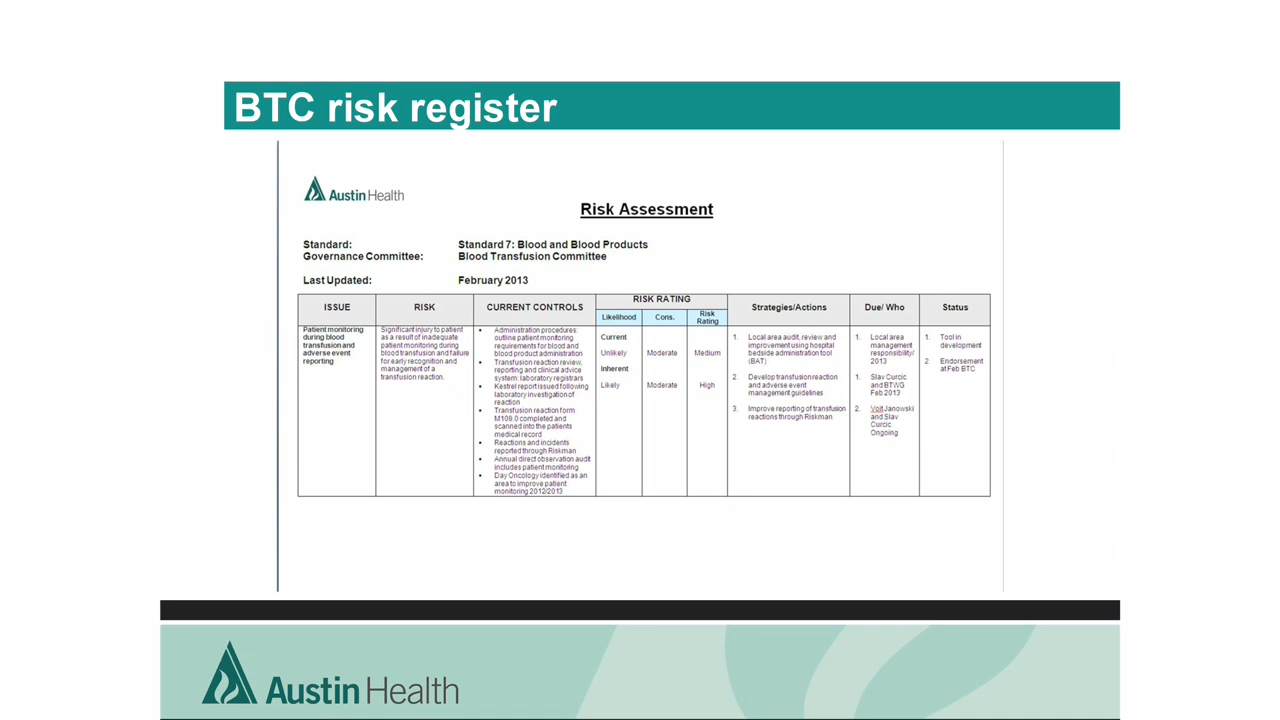 BTC risk register
Austin Health
Risk Assessment
Standard: Standard 7: Blood and Blood Products
Governance Committee: Blood Transfusion Committee
Last Updated: February 2013
ISSUE
RISK
CURRENT CONTROLS
RISK RATING
Likelihood
Cons.
Risk
Rating
Strategies/Actions
Due/ Who
Status
Patient monitoring
during blood
transfusion and
adverse event
reporting
Significant injury to patient
as a result of inadequate
patient monitoring during
blood transfusion and failure
for early recognition and
management of a
transfusion reaction.
• Administration procedures:
outline patient monitoring
requirements for blood and
blood product administration
• Transfusion reaction review,
reporting and clinical advice
system: laboratory registrars
• Kestrel report issued following
laboratory investigation of
reaction
• Transfusion reaction form
M109.0 completed and
scanned into the patients
medical record
• Reactions and incidents
reported through Riskman
• Annual direct observation audit
includes patient monitoring
• Day Oncology identified as an
area to improve patient
monitoring 2012/2013
Current
Unlikely Moderate Medium
Inherent
Likely Moderate High
1. Local area audit, review and
improvement using hospital
bedside administration tool
(BAT)
2. Develop transfusion reaction
and adverse event
management guidelines
3. Improve reporting of transfusion
reactions through Riskman
1. Local area
management
responsibility/
2013
1. Slav Curcic
and BTWG
Feb 2013
2. Voit Janowski
and Slav
Curcic
Ongoing
1. Tool in
development
2. Endorsement
at Feb BTC
Austin Health